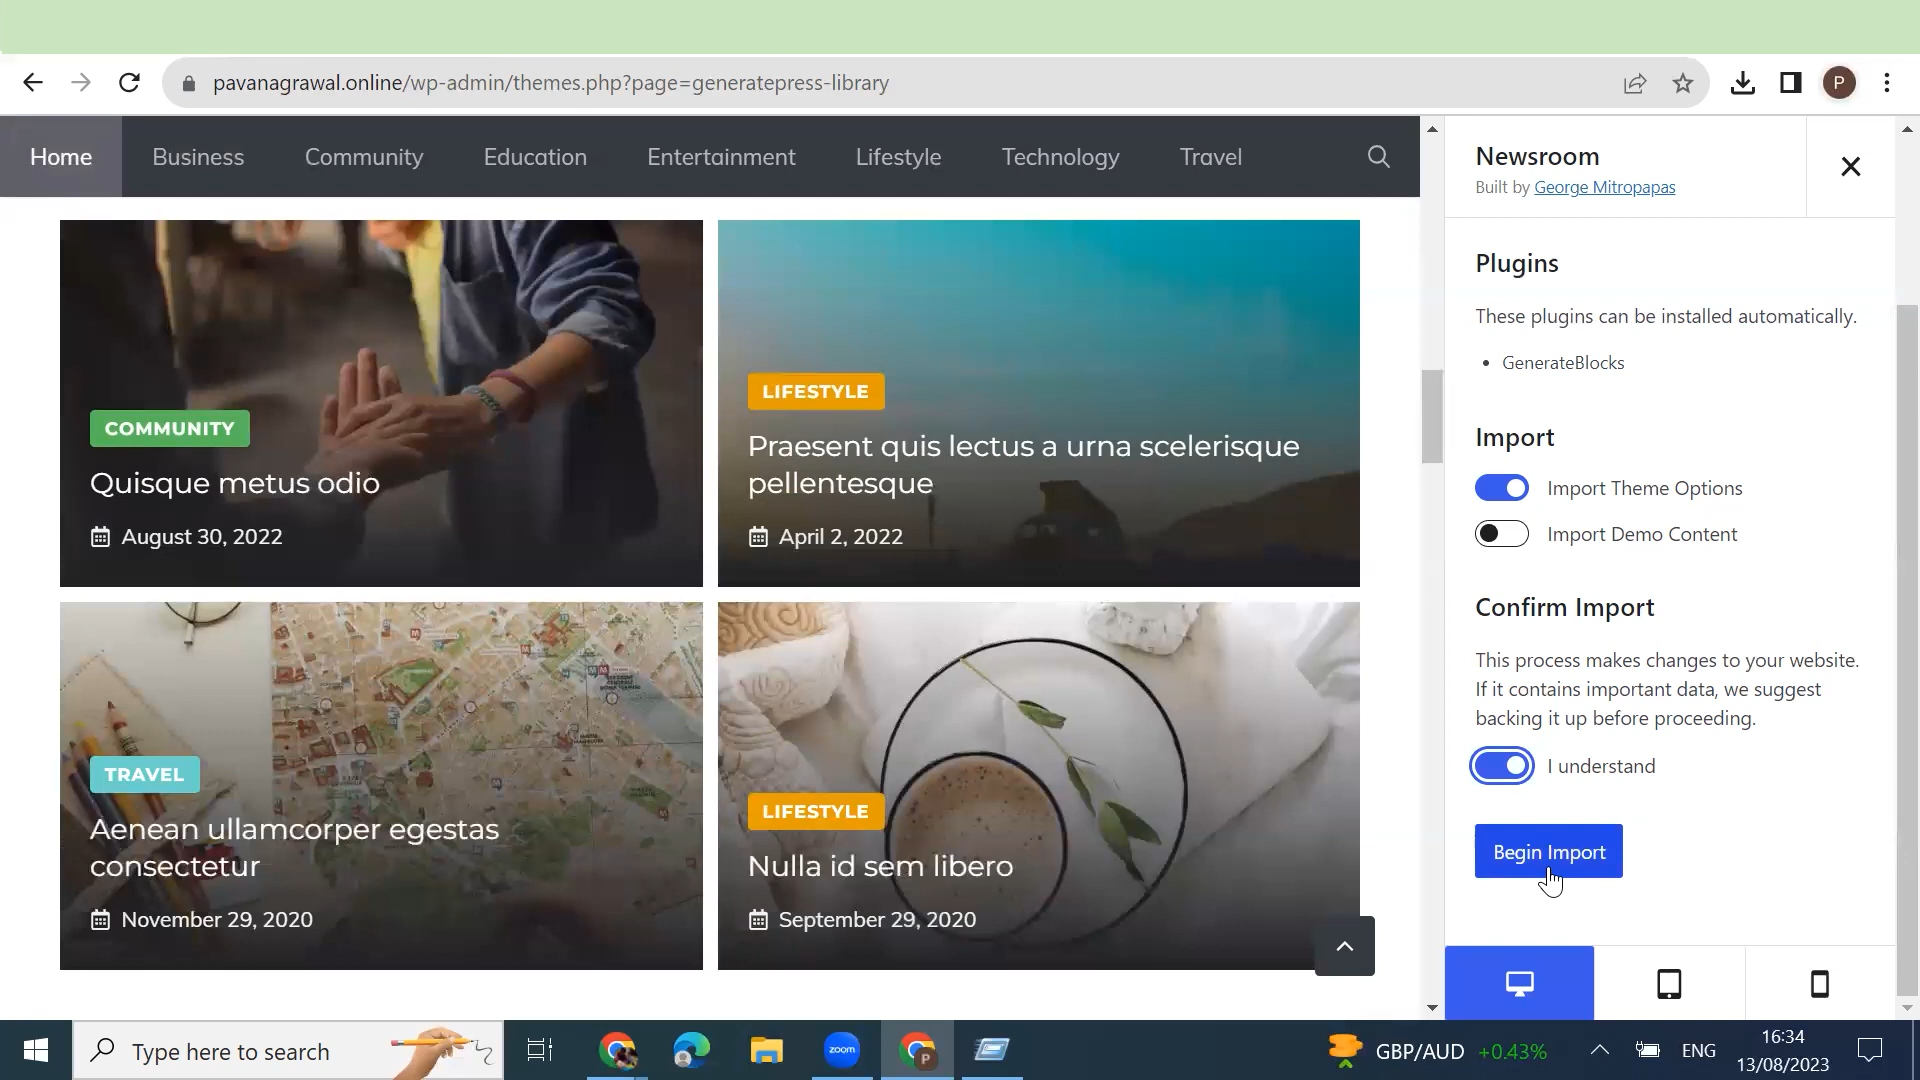 pavanagrawal.online/wp-admin/themes.php?page=generatepress-library
P
Home Business Community Education Entertainment Lifestyle Technology Travel
COMMUNITY
Quisque metus odio
August 30, 2022
LIFESTYLE
Praesent quis lectus a urna scelerisque
pellentesque
April 2, 2022
TRAVEL
Aenean ullamcorper egestas
consectetur
November 29, 2020
LIFESTYLE
Nulla id sem libero
September 29, 2020
Newsroom
Built by George Mitropapas
Plugins
These plugins can be installed automatically.
• GenerateBlocks
Import
Import Theme Options
Import Demo Content
Confirm Import
This process makes changes to your website.
If it contains important data, we suggest
backing it up before proceeding.
I understand
Begin Import
Type here to search
zoom
P
GBP/AUD +0.43%
ENG
16:34
13/08/2023